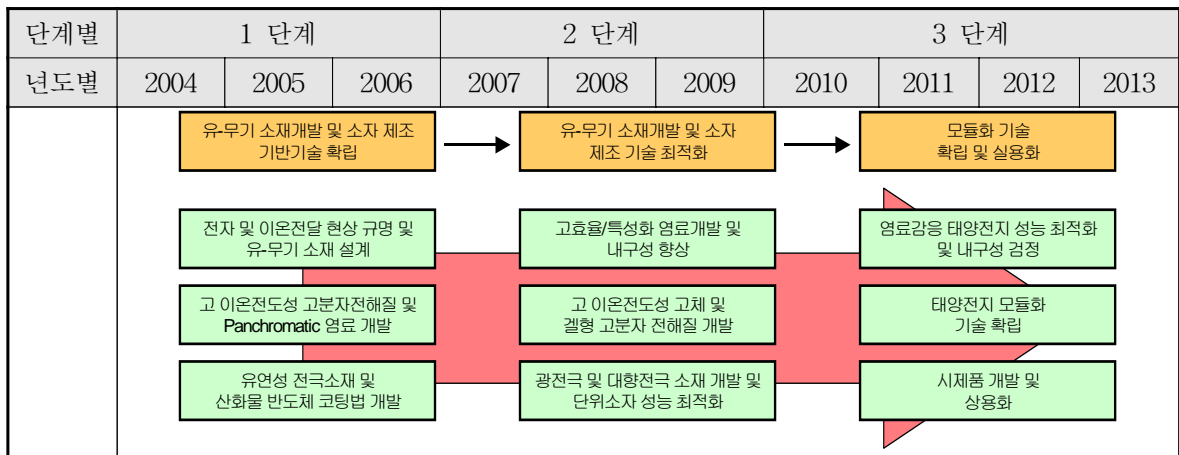 단계별 1 단계 2 단계 3 단계
년도별 2004 2005 2006 2007 2008 2009 2010 2011 2012 2013
유-무기 소재개발 및 소자 제조
기반기술 확립
유-무기 소재개발 및 소자
제조 기술 최적화
모듈화 기술
확립 및 실용화
전자 및 이온전달 현상 규명 및
유-무기 소재 설계
고효율/특성화 염료개발 및
내구성 향상
염료감응 태양전지 성능 최적화
및 내구성 검정
고 이온전도성 고분자전해질 및
Panchromatic 염료 개발
고 이온전도성 고체 및
겔형 고분자 전해질 개발
태양전지 모듈화
기술 확립
유연성 전극소재 및
산화물 반도체 코팅법 개발
광전극 및 대향전극 소재 개발 및
단위소자 성능 최적화
시제품 개발 및
상용화